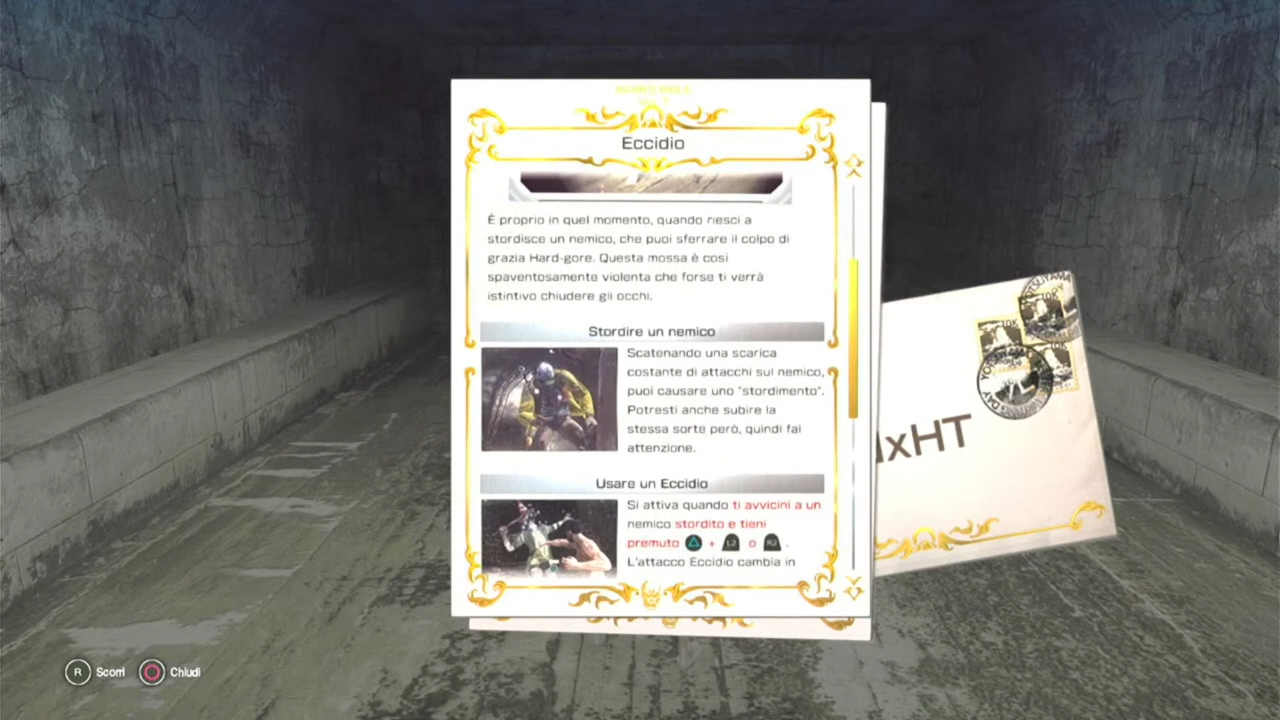 Eccidio
È proprio in quel momento, quando riesci a
stordisce un nemico, che puoi sferrare il colpo di
grazia Hard-gore. Questa mossa è così
spaventosamente violenta che forse ti verrà
istintivo chiudere gli occhi.
Stordire un nemico
Scatenando una scarica
costante di attacchi sul nemico,
puoi causare uno "stordimento".
Potresti anche subire la
stessa sorte però, quindi fai
attenzione.
Usare un Eccidio
Si attiva quando ti avvicini a un
nemico stordito e tieni
premuto + L2 o R2 .
L'attacco Eccidio cambia in
IxHT
R Scorri Chiudi